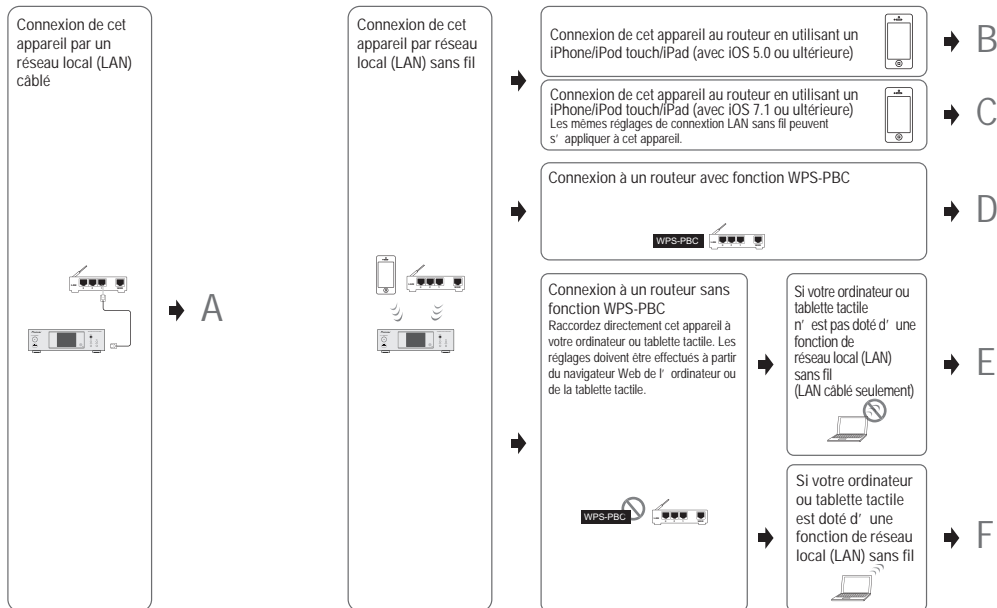 Connexion de cet
appareil par un
réseau local (LAN)
câblé
A
Connexion de cet
appareil par réseau
local (LAN) sans fil
Connexion de cet appareil au routeur en utilisant un
iPhone/iPod touch/iPad (avec iOS 5.0 ou ultérieure)
B
Connexion de cet appareil au routeur en utilisant un
iPhone/iPod touch/iPad (avec iOS 7.1 ou ultérieure)
Les mêmes réglages de connextion LAN sans fil peuvent
s' appliquer à cet appareil.
C
Connexion à un routeur avec fonction WPS-PBC
WPS-PBC
D
Connexion à un routeur sans
fonction WPS-PBC
Raccordez directement cet appareil à
votre ordinateur ou tablette tactile. Les
réglages doivent être effectués à partir
du navigateur Web de l' ordinateur ou
de la tablette tactile.
WPS-PBC
Si votre ordinateur ou
tablette tactile
n' est pas doté d' une
fonction de
réseau local (LAN)
sans fil
(LAN câblé seulement)
E
Si votre ordinateur
ou tablette tactile
est doté d' une
fonction de réseau
local (LAN) sans fil
F